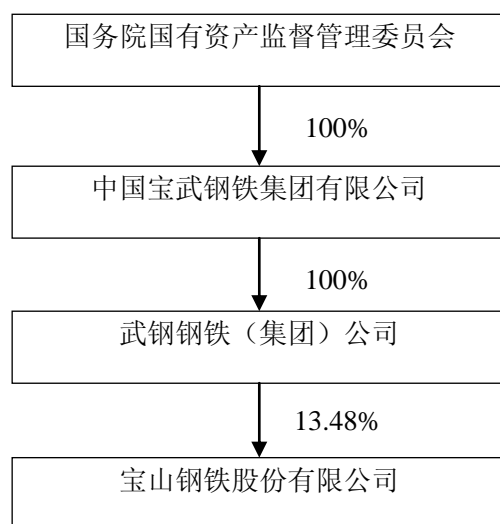 国务院国有资产监督管理委员会
100%
中国宝武钢铁集团有限公司
100%
武钢钢铁（集团）公司
13.48%
宝山钢铁股份有限公司